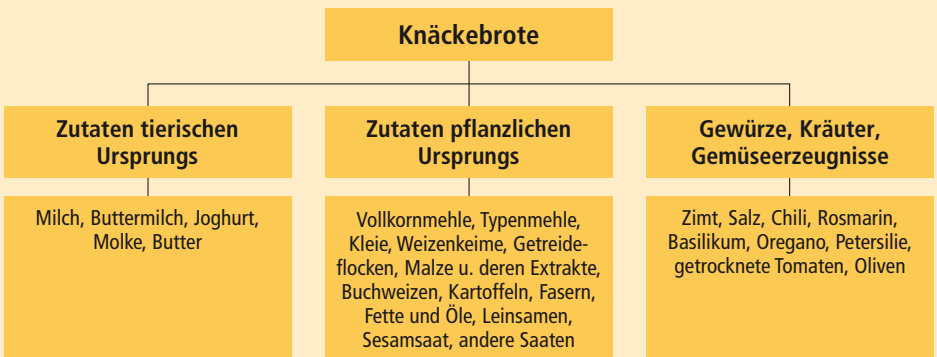 Knäckebrote
Zutaten tierischen
Ursprungs
Milch, Buttermilch, Joghurt,
Molke, Butter
Zutaten pflanzlichen
Ursprungs
Vollkornmehle, Typenmehle,
Kleie, Weizenkeime, Getreide-
flocken, Malze u. deren Extrakte,
Buchweizen, Kartoffeln, Fasern,
Fette und Öle, Leinsamen,
Sesamsaat, andere Saaten
Gewürze, Kräuter,
Gemüseerzeugnisse
Zimt, Salz, Chili, Rosmarin,
Basilikum, Oregano, Petersilie,
getrocknete Tomaten, Oliven